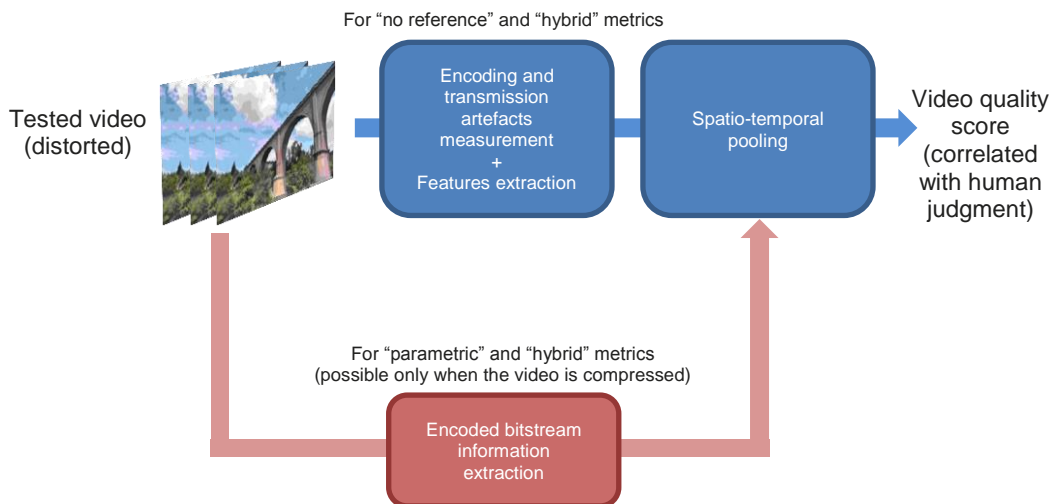 For “no reference” and “hybrid” metrics
Tested video
(distorted)
Encoding and
transmission
artefacts
measurement
+
Features extraction
Spatio-temporal
pooling
Video quality
score
(correlated
with human
judgment)
For “parametric” and “hybrid” metrics
(possible only when the video is compressed)
Encoded bitstream
information
extraction